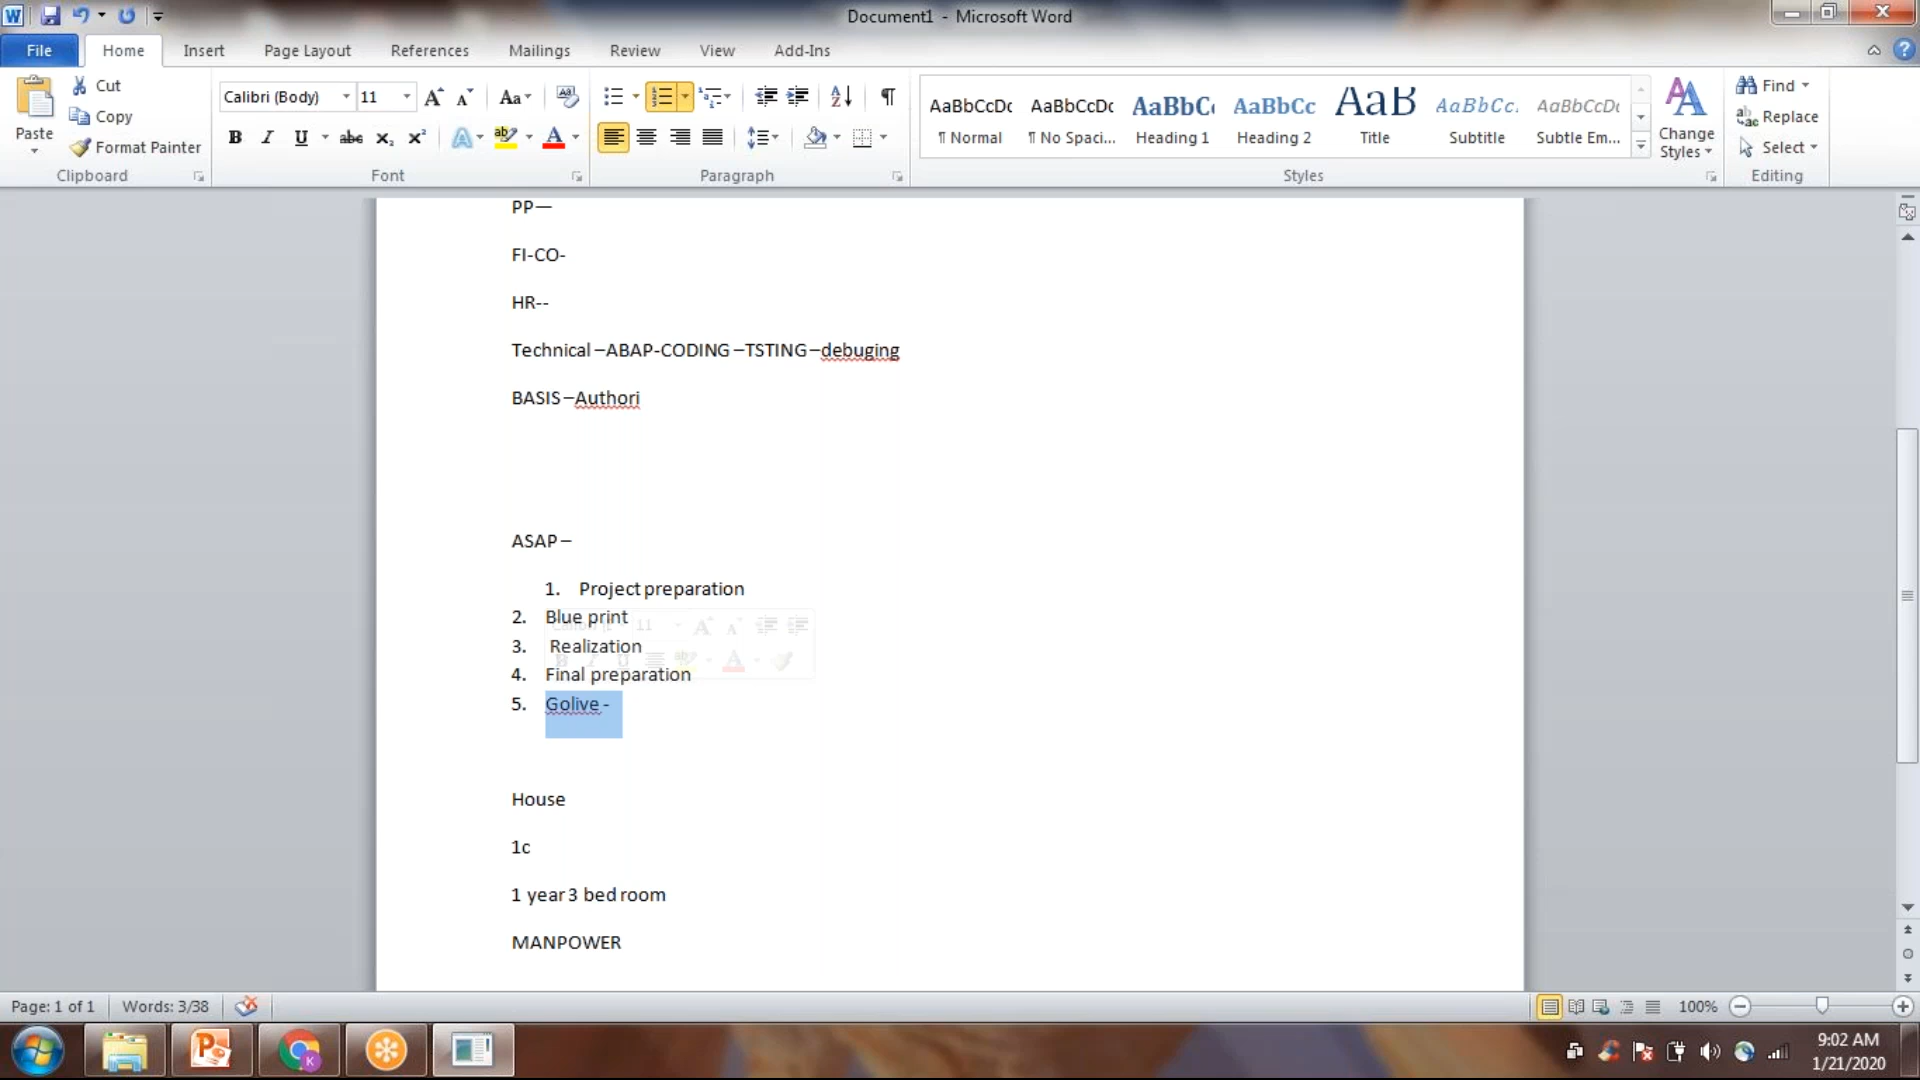 Document1 - Microsoft Word
File Home Insert Page Layout References Mailings Review View Add-Ins
Paste
Cut
Copy
Format Painter
Clipboard
Calibri (Body) 11
Font
Paragraph
AaBbCcDc AaBbCcDc AaBbC AaBbCc AaB AaBbCc. AaBbCcDc
¶ Normal ¶ No Spaci... Heading 1 Heading 2 Title Subtitle Subtle Em...
Change Styles
Styles
Find
Replace
Select
Editing
PP—
FI-CO-
HR--
Technical –ABAP-CODING –TSTING –debuging
BASIS –Authori
ASAP –
1. Project preparation
2. Blue print
3. Realization
4. Final preparation
5. Golive -
House
1c
1 year 3 bed room
MANPOWER
Page: 1 of 1 Words: 3/38 100%
9:02 AM
1/21/2020